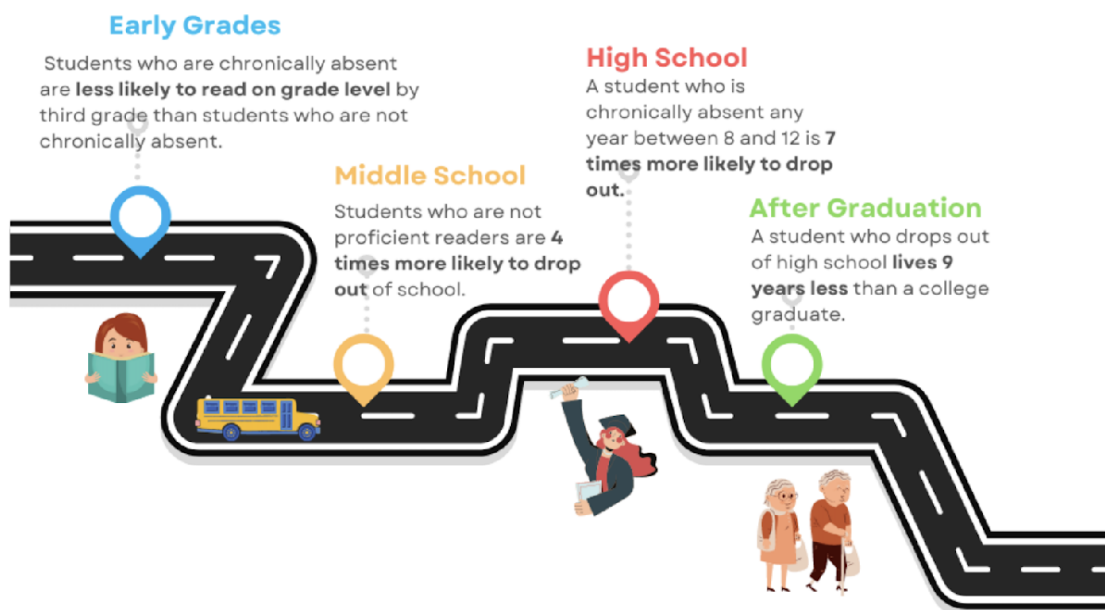 Early Grades
Students who are chronically absent
are less likely to read on grade level by
third grade than students who are not
chronically absent.
Middle School
Students who are not
proficient readers are 4
times more likely to drop
out of school.
High School
A student who is
chronically absent any
year between 8 and 12 is 7
times more likely to drop
out.
After Graduation
A student who drops out
of high school lives 9
years less than a college
graduate.